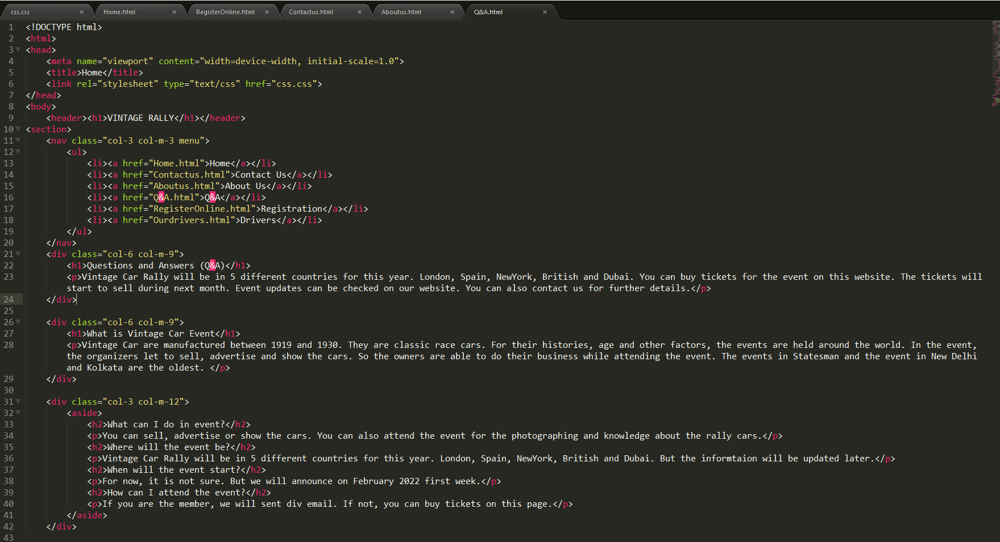 css.css × Home.html × RegisterOnline.html × Contactus.html × Aboutus.html × Q&A.html ×
1 <!DOCTYPE html>
2 <html>
3 <head>
4 <meta name="viewport" content="width=device-width, initial-scale=1.0">
5 <title>Home</title>
6 <link rel="stylesheet" type="text/css" href="css.css">
7 </head>
8 <body>
9 <header><h1>VINTAGE RALLY</h1></header>
10 <section>
11 <nav class="col-3 col-m-3 menu">
12 <ul>
13 <li><a href="Home.html">Home</a></li>
14 <li><a href="Contactus.html">Contact Us</a></li>
15 <li><a href="Aboutus.html">About Us</a></li>
16 <li><a href="Q&A.html">Q&A</a></li>
17 <li><a href="RegisterOnline.html">Registration</a></li>
18 <li><a href="Ourdrivers.html">Drivers</a></li>
19 </ul>
20 </nav>
21 <div class="col-6 col-m-9">
22 <h1>Questions and Answers (Q&A)</h1>
23 <p>Vintage Car Rally will be in 5 different countries for this year. London, Spain, NewYork, British and Dubai. You can buy tickets for the event on this website. The tickets will
start to sell during next month. Event updates can be checked on our website. You can also contact us for further details.</p>
24 </div>
25
26 <div class="col-6 col-m-9">
27 <h1>What is Vintage Car Event</h1>
28 <p>Vintage Car are manufactured between 1919 and 1930. They are classic race cars. For their histories, age and other factors, the events are held around the world. In the event,
the organizers let to sell, advertise and show the cars. So the owners are able to do their business while attending the event. The events in Statesman and the event in New Delhi
and Kolkata are the oldest. </p>
29 </div>
30
31 <div class="col-3 col-m-12">
32 <aside>
33 <h2>What can I do in event?</h2>
34 <p>You can sell, advertise or show the cars. You can also attend the event for the photographing and knowledge about the rally cars.</p>
35 <h2>Where will the event be?</h2>
36 <p>Vintage Car Rally will be in 5 different countries for this year. London, Spain, NewYork, British and Dubai. But the informtaion will be updated later.</p>
37 <h2>When will the event start?</h2>
38 <p>For now, it is not sure. But we will announce on February 2022 first week.</p>
39 <h2>How can I attend the event?</h2>
40 <p>If you are the member, we will sent div email. If not, you can buy tickets on this page.</p>
41 </aside>
42 </div>
43